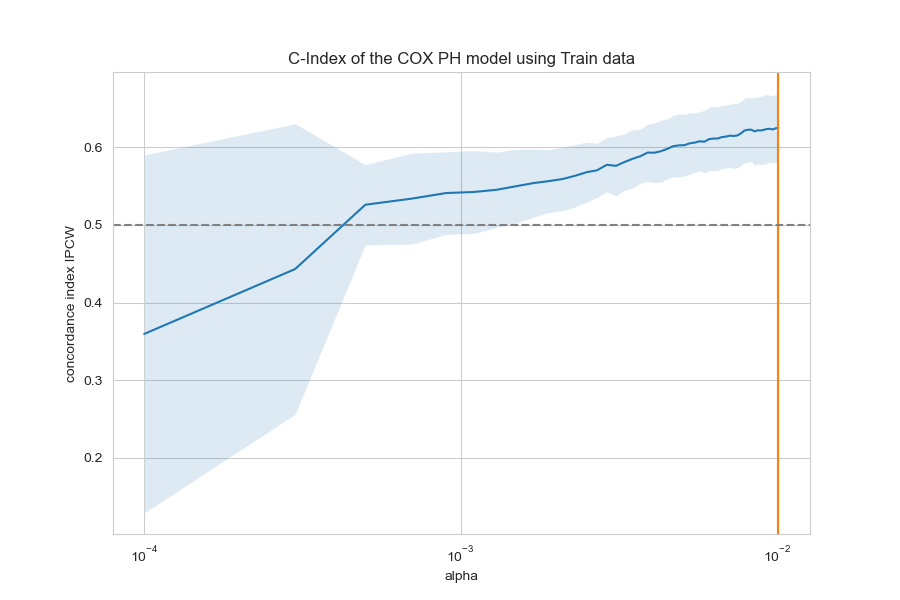 C-Index of the COX PH model using Train data
concordance index IPCW
0.6
0.5
0.4
0.3
0.2
10⁻⁴ 10⁻³ 10⁻²
alpha